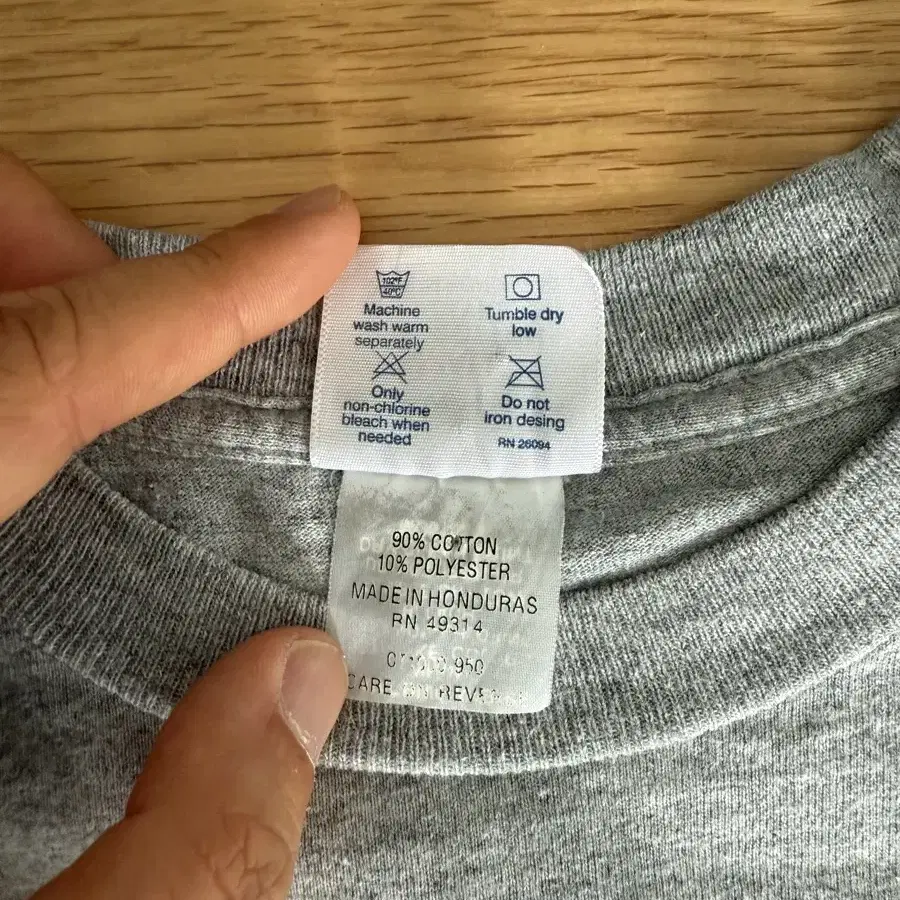 102°F
40°C
Machine
wash warm
separately
Tumble dry
low
Only
non-chlorine
bleach when
needed
Do not
iron desing
RN 26094
90% COTTON
10% POLYESTER
MADE IN HONDURAS
RN 49314
950
CARE